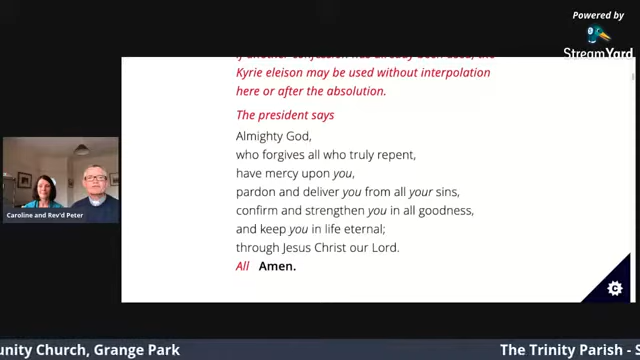 Powered by
StreamYard
Kyrie eleison may be used without interpolation
here or after the absolution.
The president says
Almighty God,
who forgives all who truly repent,
have mercy upon you,
pardon and deliver you from all your sins,
confirm and strengthen you in all goodness,
and keep you in life eternal;
through Jesus Christ our Lord.
All Amen.
Caroline and Rev'd Peter
unity Church, Grange Park
The Trinity Parish - S